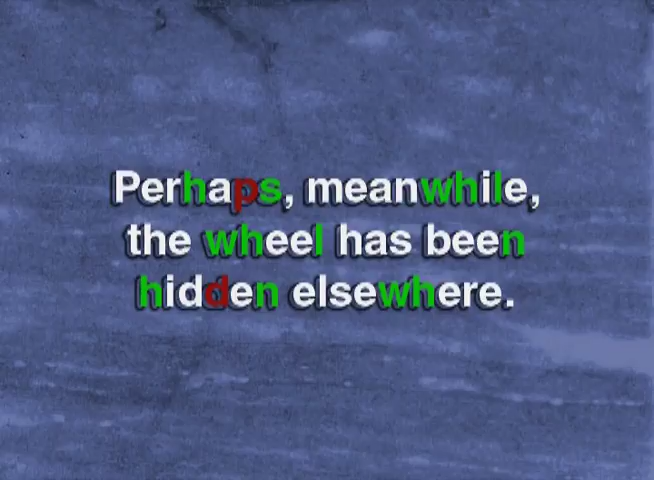 Perhaps, meanwhile,
the wheel has been
hidden elsewhere.